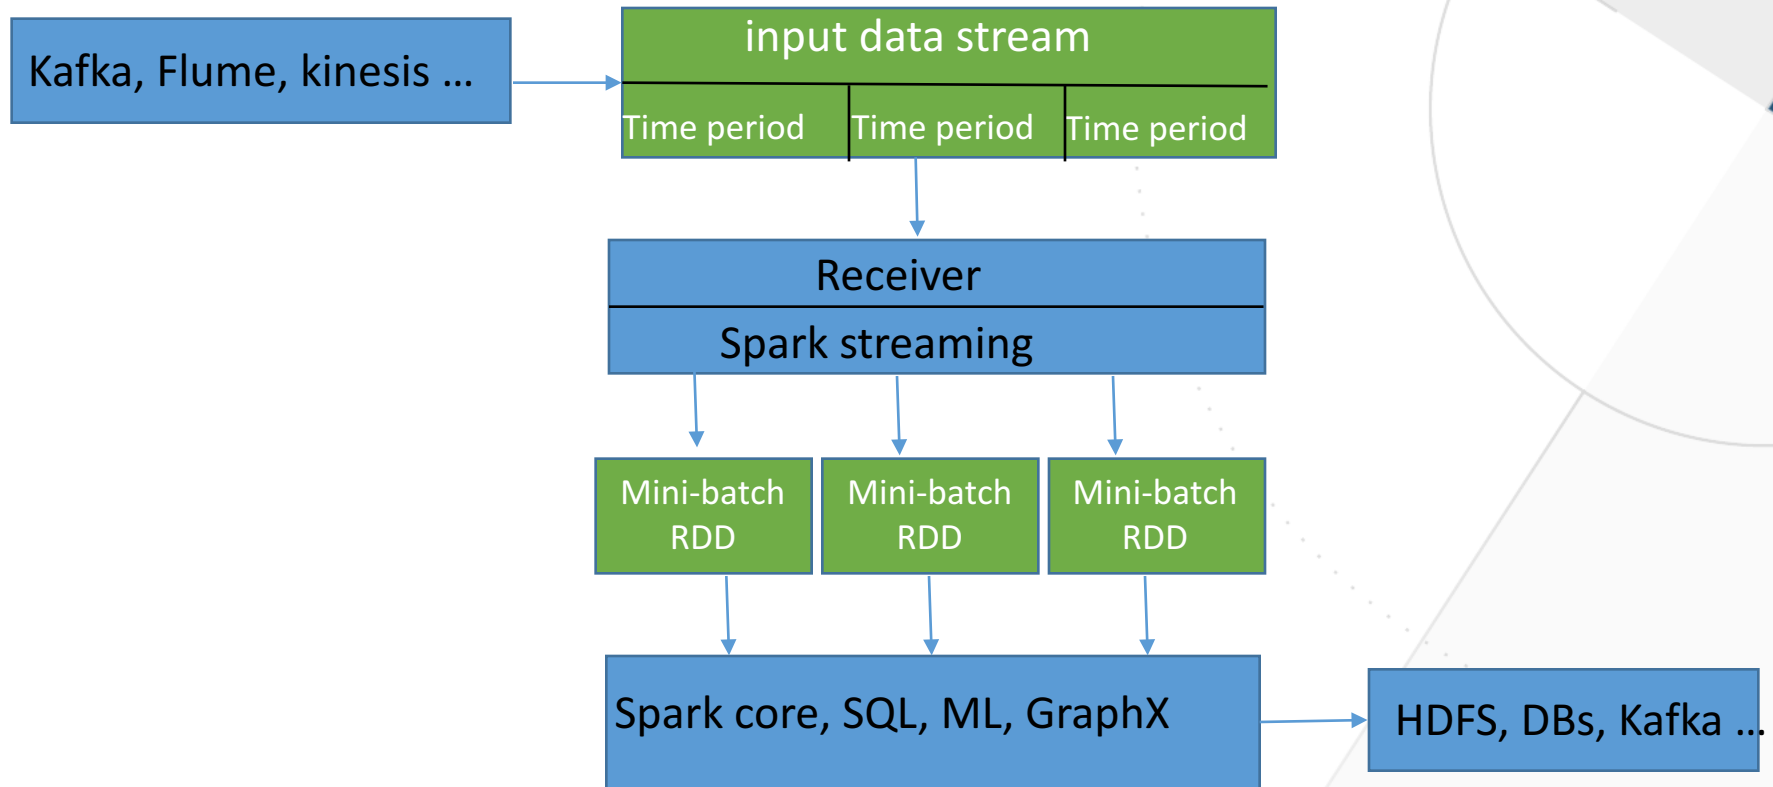 Kafka, Flume, kinesis ...
input data stream
Time period
Time period
Time period
Receiver
Spark streaming
Mini-batch
RDD
Mini-batch
RDD
Mini-batch
RDD
Spark core, SQL, ML, GraphX
HDFS, DBs, Kafka ...